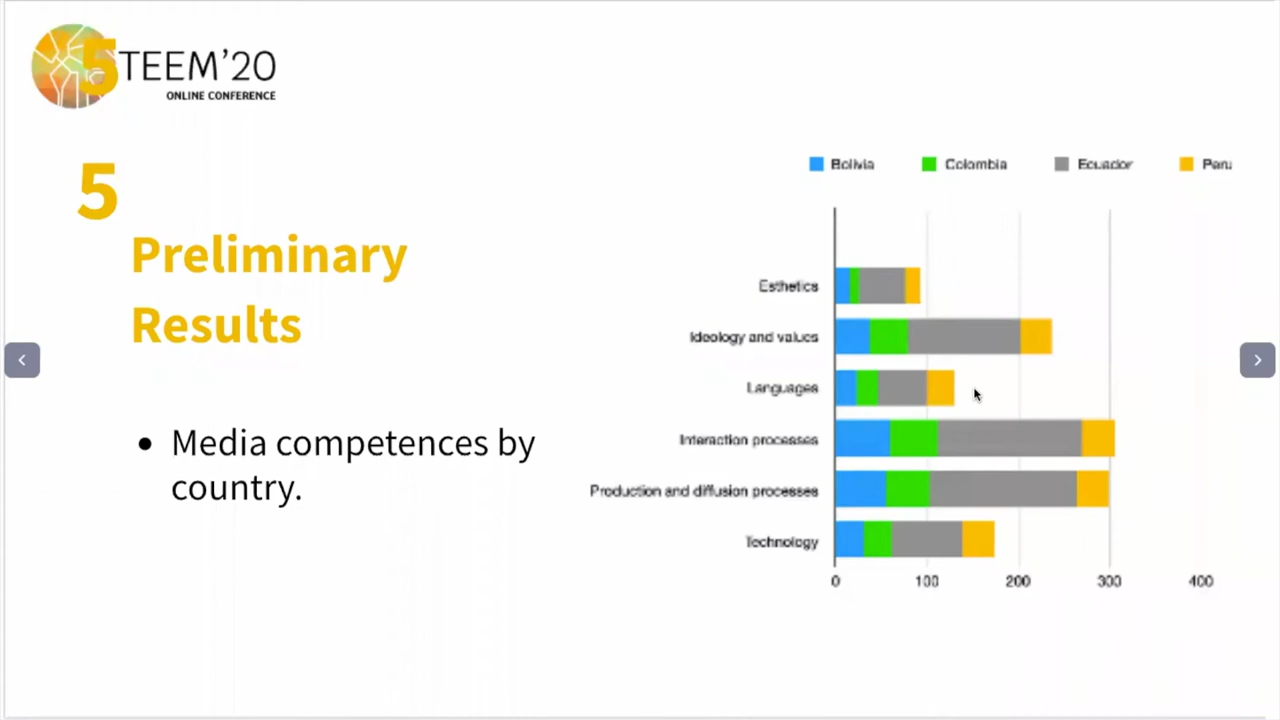 5
TEEM’20
ONLINE CONFERENCE
5
Preliminary
Results
• Media competences by
country.
Bolivia Colombia Ecuador Peru
Esthetics
Ideology and values
Languages
Interaction processes
Production and diffusion processes
Technology
0 100 200 300 400